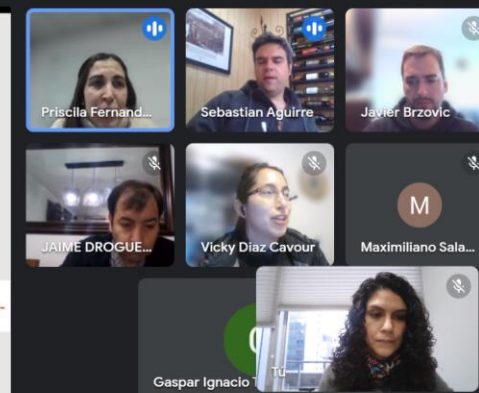 Priscila Fernand...
Sebastian Aguirre
Javier Brzovic
JAIME DROGUE...
Vicky Diaz Cavour
M
Maximiliano Sala...
Gaspar Ignacio
Tú